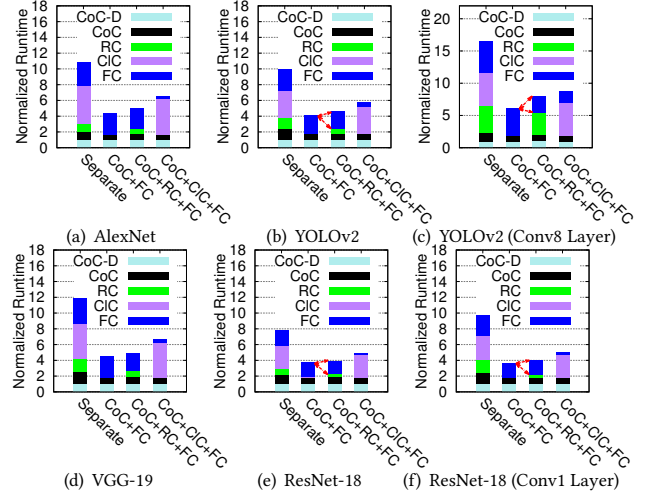 Normalized Runtime
18
16
14
12
10
8
6
4
2
0
CoC-D
CoC
RC
ClC
FC
Separate
CoC+FC
CoC+RC+FC
CoC+ClC+FC
(a) AlexNet
Normalized Runtime
18
16
14
12
10
8
6
4
2
0
CoC-D
CoC
RC
ClC
FC
Separate
CoC+FC
CoC+RC+FC
CoC+ClC+FC
(b) YOLOv2
Normalized Runtime
20
15
10
5
0
CoC-D
CoC
RC
ClC
FC
Separate
CoC+FC
CoC+RC+FC
CoC+ClC+FC
(c) YOLOv2 (Conv8 Layer)
Normalized Runtime
18
16
14
12
10
8
6
4
2
0
CoC-D
CoC
RC
ClC
FC
Separate
CoC+FC
CoC+RC+FC
CoC+ClC+FC
(d) VGG-19
Normalized Runtime
18
16
14
12
10
8
6
4
2
0
CoC-D
CoC
RC
ClC
FC
Separate
CoC+FC
CoC+RC+FC
CoC+ClC+FC
(e) ResNet-18
Normalized Runtime
18
16
14
12
10
8
6
4
2
0
CoC-D
CoC
RC
ClC
FC
Separate
CoC+FC
CoC+RC+FC
CoC+ClC+FC
(f) ResNet-18 (Conv1 Layer)